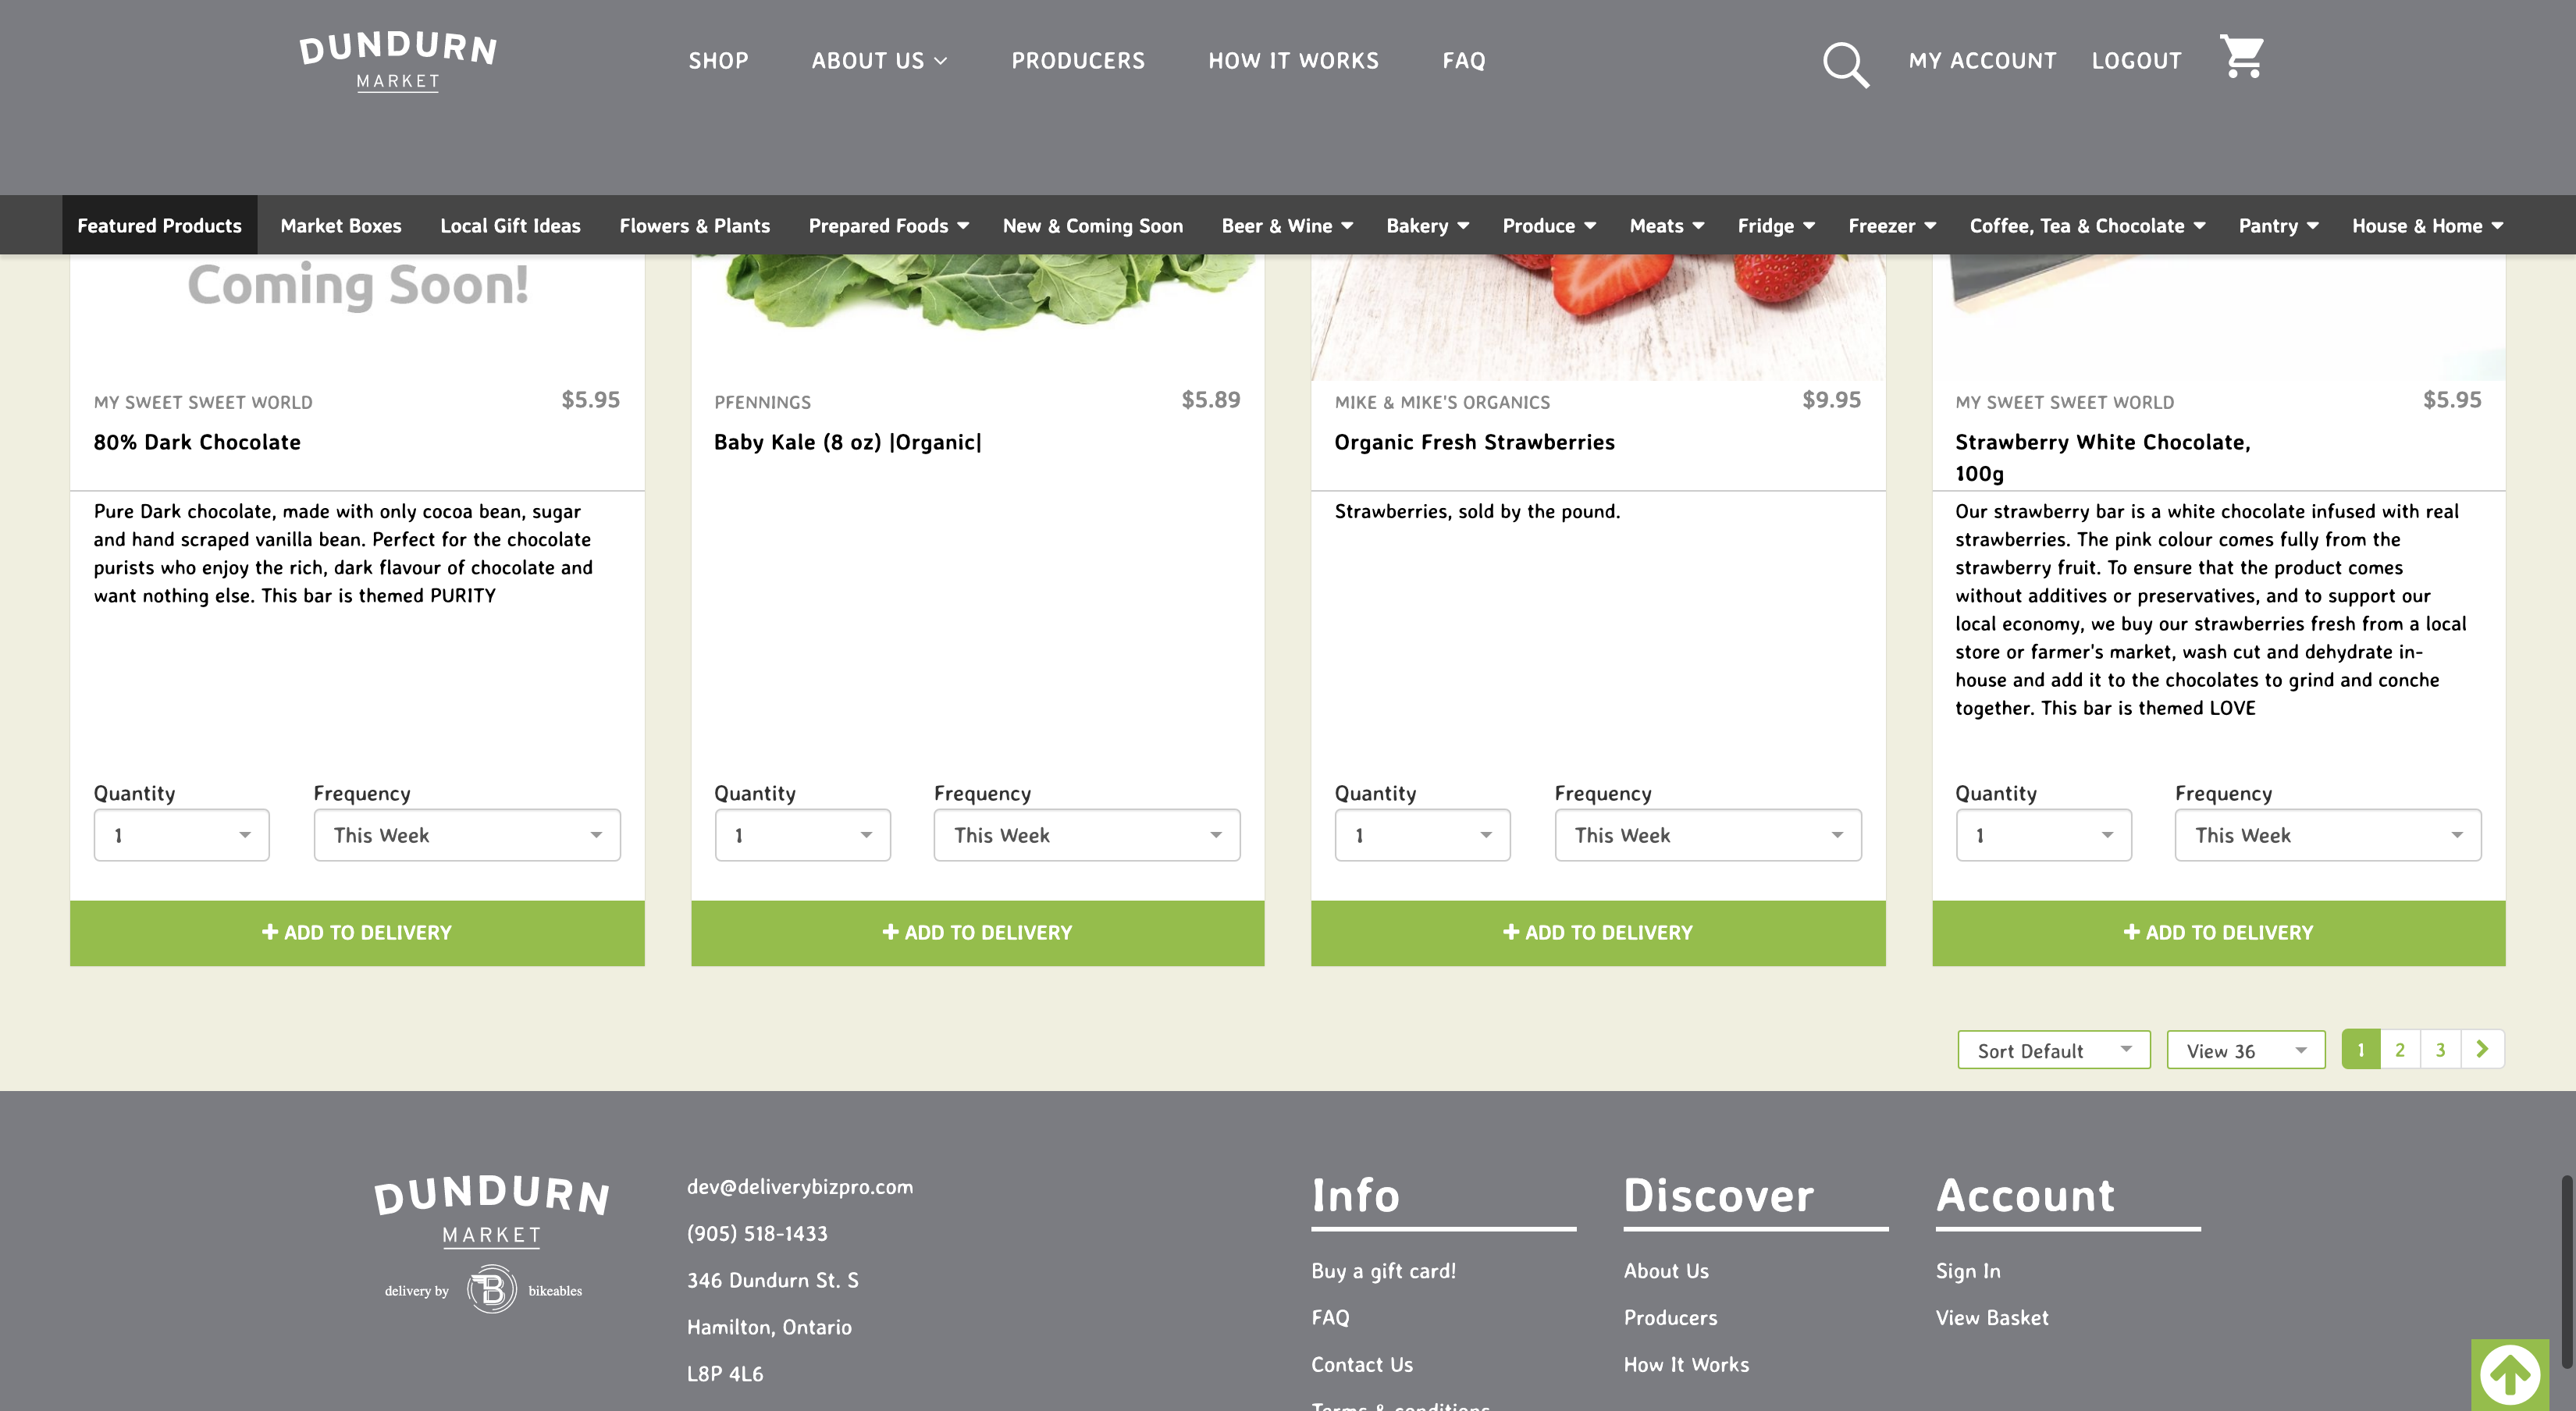 DUNDURN
MARKET
SHOP
ABOUT US
PRODUCERS
HOW IT WORKS
FAQ
MY ACCOUNT
LOGOUT
Featured Products
Market Boxes
Local Gift Ideas
Flowers & Plants
Prepared Foods
New & Coming Soon
Beer & Wine
Bakery
Produce
Meats
Fridge
Freezer
Coffee, Tea & Chocolate
Pantry
House & Home
Coming Soon!
MY SWEET SWEET WORLD
$5.95
80% Dark Chocolate
Pure Dark chocolate, made with only cocoa bean, sugar
and hand scraped vanilla bean. Perfect for the chocolate
purists who enjoy the rich, dark flavour of chocolate and
want nothing else. This bar is themed PURITY
Quantity
Frequency
1
This Week
ADD TO DELIVERY
PFENNINGS
$5.89
Baby Kale (8 oz) |Organic|
Quantity
Frequency
1
This Week
ADD TO DELIVERY
MIKE & MIKE'S ORGANICS
$9.95
Organic Fresh Strawberries
Strawberries, sold by the pound.
Quantity
Frequency
1
This Week
ADD TO DELIVERY
MY SWEET SWEET WORLD
$5.95
Strawberry White Chocolate,
100g
Our strawberry bar is a white chocolate infused with real
strawberries. The pink colour comes fully from the
strawberry fruit. To ensure that the product comes
without additives or preservatives, and to support our
local economy, we buy our strawberries fresh from a local
store or farmer's market, wash cut and dehydrate in-
house and add it to the chocolates to grind and conche
together. This bar is themed LOVE
Quantity
Frequency
1
This Week
ADD TO DELIVERY
Sort Default
View 36
1
2
3
DUNDURN
MARKET
delivery by B bikeables
dev@deliverybizpro.com
(905) 518-1433
346 Dundurn St. S
Hamilton, Ontario
L8P 4L6
Info
Buy a gift card!
FAQ
Contact Us
Terms & conditions
Discover
About Us
Producers
How It Works
Account
Sign In
View Basket